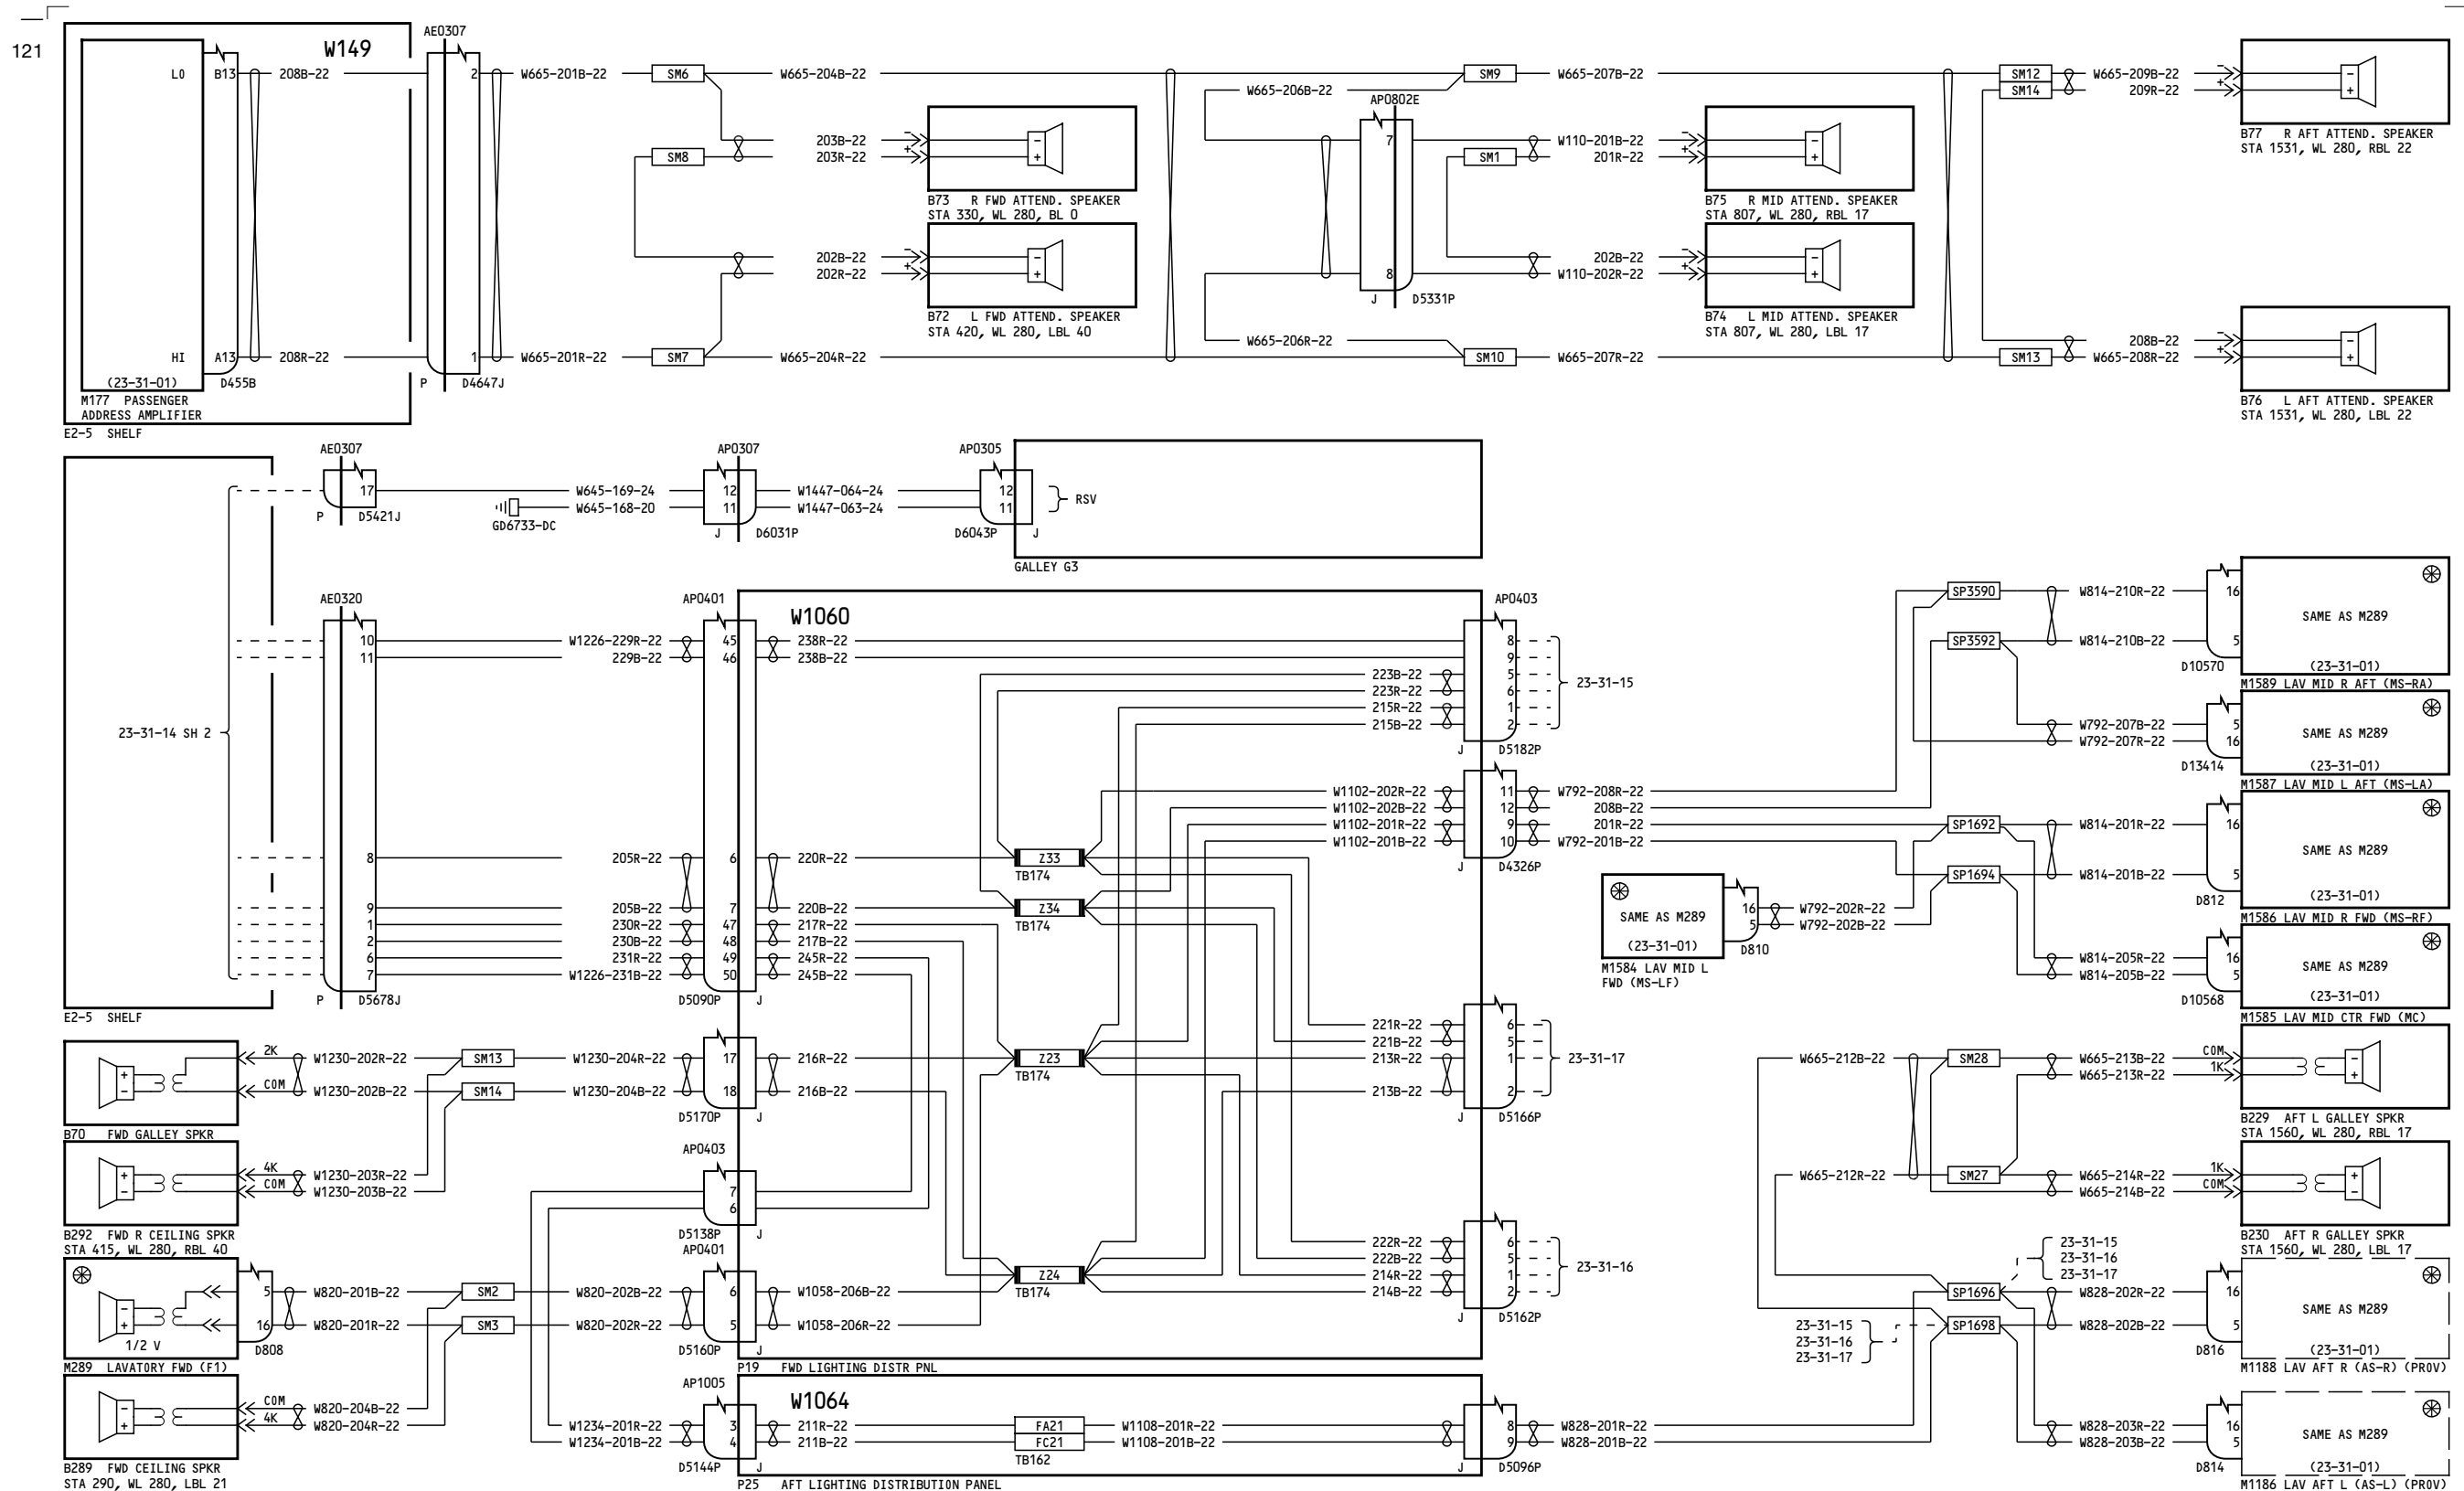 121
W149
LO
B13
208B-22
HI
A13
208R-22
(23-31-01)
D455B
M177 PASSENGER
ADDRESS AMPLIFIER
E2-5 SHELF
AE0307
2
1
P
D4647J
W665-201B-22
W665-201R-22
SM6
SM8
SM7
W665-204B-22
203B-22
203R-22
202B-22
202R-22
W665-204R-22
-
+
-
+
B73 R FWD ATTEND. SPEAKER
STA 330, WL 280, BL 0
-
+
-
+
B72 L FWD ATTEND. SPEAKER
STA 420, WL 280, LBL 40
W665-206B-22
W665-206R-22
AP0802E
7
8
J
D5331P
SM9
SM1
SM10
W665-207B-22
W110-201B-22
201R-22
202B-22
W110-202R-22
W665-207R-22
-
+
-
+
B75 R MID ATTEND. SPEAKER
STA 807, WL 280, RBL 17
-
+
-
+
B74 L MID ATTEND. SPEAKER
STA 807, WL 280, LBL 17
SM12
SM14
SM13
W665-209B-22
209R-22
208B-22
W665-208R-22
-
+
-
+
B77 R AFT ATTEND. SPEAKER
STA 1531, WL 280, RBL 22
-
+
-
+
B76 L AFT ATTEND. SPEAKER
STA 1531, WL 280, LBL 22
AE0307
17
P
D5421J
GD6733-DC
W645-169-24
W645-168-20
AP0307
12
11
J
D6031P
W1447-064-24
W1447-063-24
AP0305
12
11
D6043P
J
RSV
GALLEY G3
23-31-14 SH 2
E2-5 SHELF
AE0320
10
11
8
9
1
2
6
7
P
D5678J
W1226-229R-22
229B-22
205R-22
205B-22
230R-22
230B-22
231R-22
W1226-231B-22
AP0401
45
46
6
7
47
48
49
50
D5090P
J
W1060
238R-22
238B-22
220R-22
220B-22
217R-22
217B-22
245R-22
245B-22
223B-22
223R-22
215R-22
215B-22
AP0403
8
9
5
6
1
2
J
D5182P
23-31-15
W1102-202R-22
W1102-202B-22
W1102-201R-22
W1102-201B-22
11
12
9
10
J
D4326P
W792-208R-22
208B-22
201R-22
W792-201B-22
Z33
TB174
Z34
TB174
Z23
TB174
Z24
TB174
221R-22
221B-22
213R-22
213B-22
6
5
1
2
J
D5166P
23-31-17
222R-22
222B-22
214R-22
214B-22
6
5
1
2
J
D5162P
23-31-16
SAME AS M289
(23-31-01)
16
5
D810
M1584 LAV MID L
FWD (MS-LF)
W792-202R-22
W792-202B-22
SP3590
SP3592
SP1692
SP1694
W814-210R-22
W814-210B-22
16
5
D10570
SAME AS M289
(23-31-01)
M1589 LAV MID R AFT (MS-RA)
W792-207B-22
W792-207R-22
5
16
D13414
SAME AS M289
(23-31-01)
M1587 LAV MID L AFT (MS-LA)
W814-201R-22
W814-201B-22
16
5
D812
SAME AS M289
(23-31-01)
M1586 LAV MID R FWD (MS-RF)
W814-205R-22
W814-205B-22
16
5
D10568
SAME AS M289
(23-31-01)
M1585 LAV MID CTR FWD (MC)
+
-
2K
COM
B70 FWD GALLEY SPKR
W1230-202R-22
W1230-202B-22
SM13
SM14
W1230-204R-22
W1230-204B-22
17
18
D5170P
J
216R-22
216B-22
+
-
4K
COM
W1230-203R-22
W1230-203B-22
B292 FWD R CEILING SPKR
STA 415, WL 280, RBL 40
AP0403
7
6
D5138P
J
-
+
1/2 V
5
16
D808
M289 LAVATORY FWD (F1)
W820-201B-22
W820-201R-22
SM2
SM3
W820-202B-22
W820-202R-22
AP0401
6
5
D5160P
J
W1058-206B-22
W1058-206R-22
P19 FWD LIGHTING DISTR PNL
-
+
COM
4K
W820-204B-22
W820-204R-22
B289 FWD CEILING SPKR
STA 290, WL 280, LBL 21
W1234-201R-22
W1234-201B-22
AP1005
3
4
D5144P
J
W1064
211R-22
211B-22
FA21
FC21
TB162
W1108-201R-22
W1108-201B-22
8
9
J
D5096P
P25 AFT LIGHTING DISTRIBUTION PANEL
W828-201R-22
W828-201B-22
W665-212B-22
W665-212R-22
SM28
SM27
W665-213B-22
W665-213R-22
COM
1K
-
+
B229 AFT L GALLEY SPKR
STA 1560, WL 280, RBL 17
W665-214R-22
W665-214B-22
1K
COM
+
-
B230 AFT R GALLEY SPKR
STA 1560, WL 280, LBL 17
23-31-15
23-31-16
23-31-17
SP1696
SP1698
23-31-15
23-31-16
23-31-17
W828-202R-22
W828-202B-22
16
5
D816
SAME AS M289
(23-31-01)
M1188 LAV AFT R (AS-R) (PROV)
W828-203R-22
W828-203B-22
16
5
D814
SAME AS M289
(23-31-01)
M1186 LAV AFT L (AS-L) (PROV)